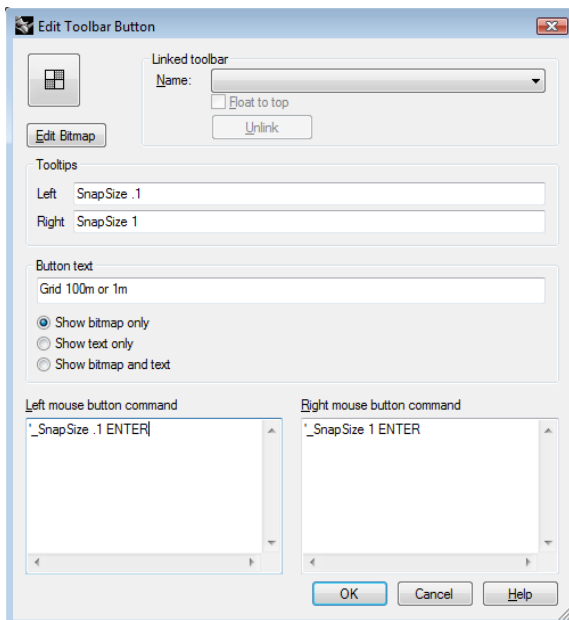 Edit Toolbar Button
Linked toolbar
Name:
Float to top
Unlink
Edit Bitmap
Tooltips
Left SnapSize .1
Right SnapSize 1
Button text
Grid 100m or 1m
Show bitmap only
Show text only
Show bitmap and text
Left mouse button command Right mouse button command
'_SnapSize .1 ENTER '_SnapSize 1 ENTER
OK Cancel Help